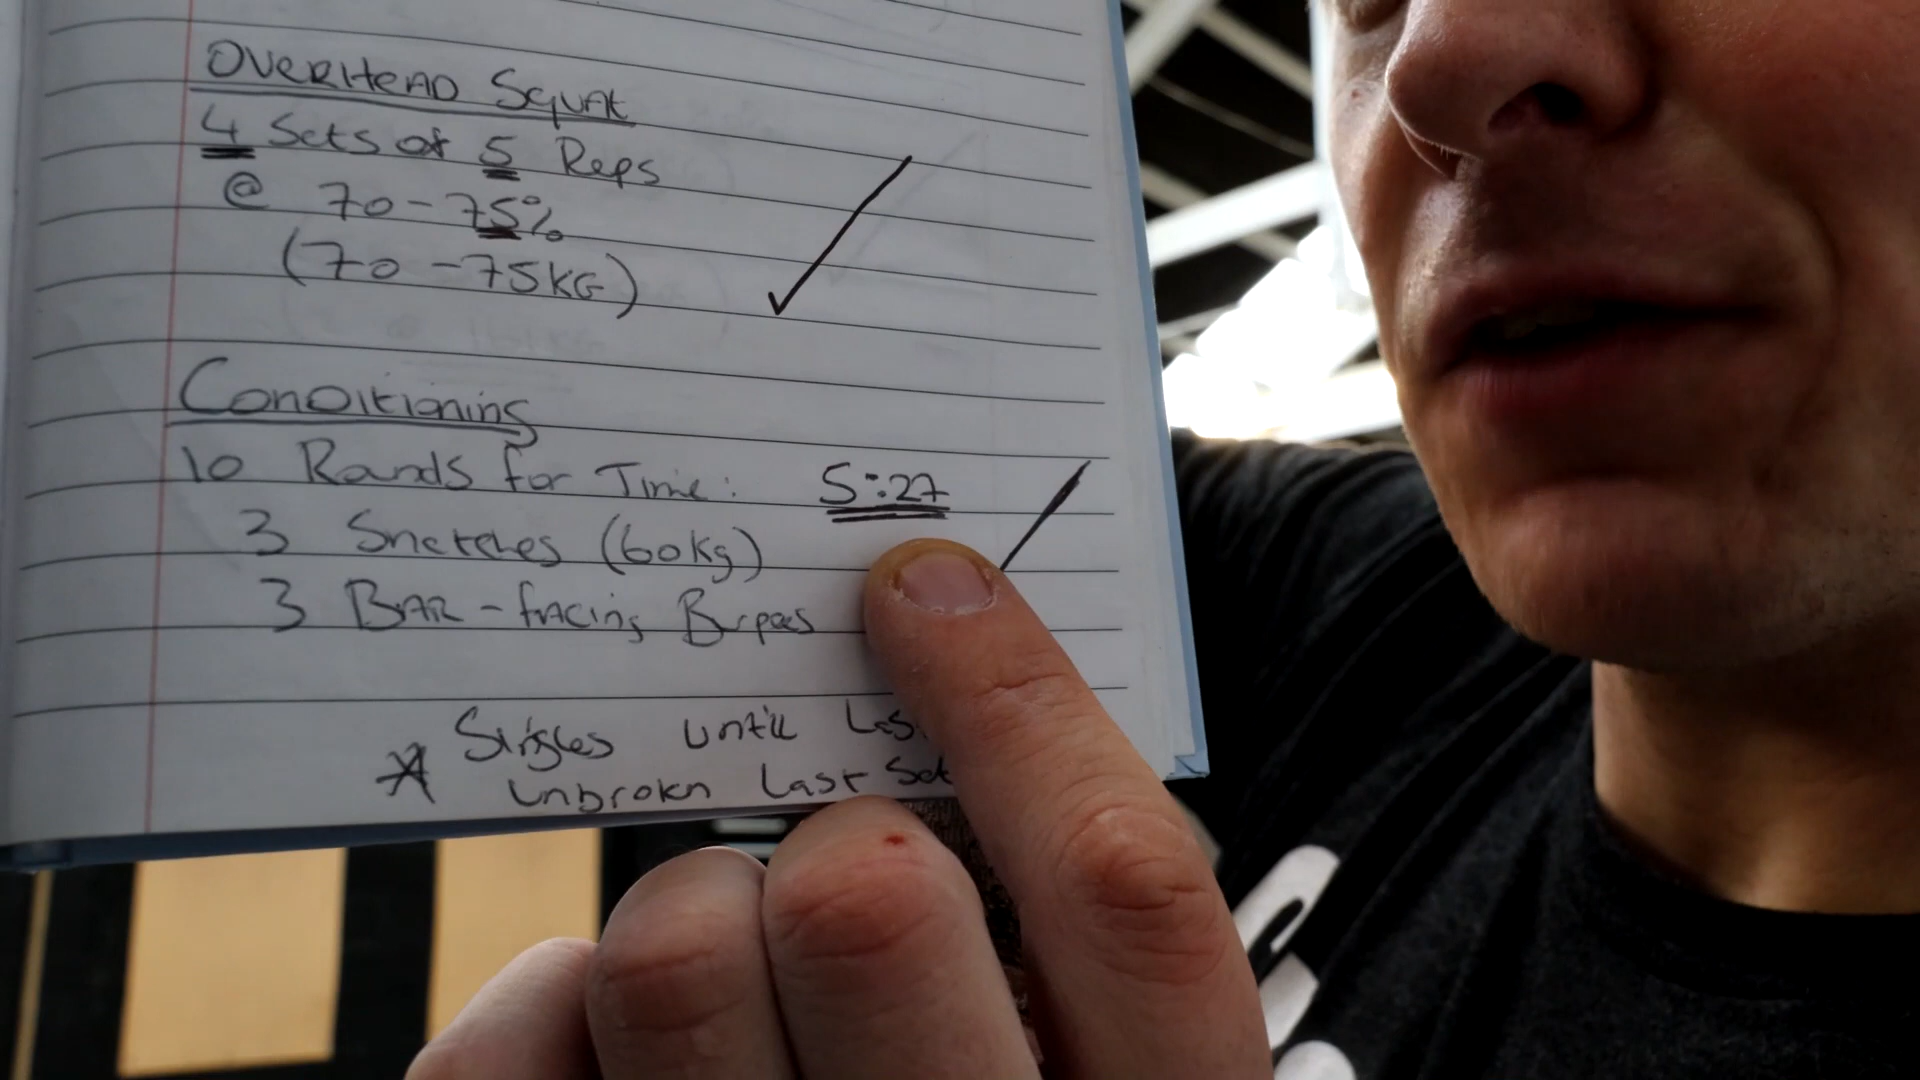 Overhead Squat
4 Sets of 5 Reps
@ 70-75%
(70-75kg)
Conditioning
10 Rounds for Time: 5:27
3 Snatches (60kg)
3 Bar-facing Burpees
Singles until
* unbroken last Set